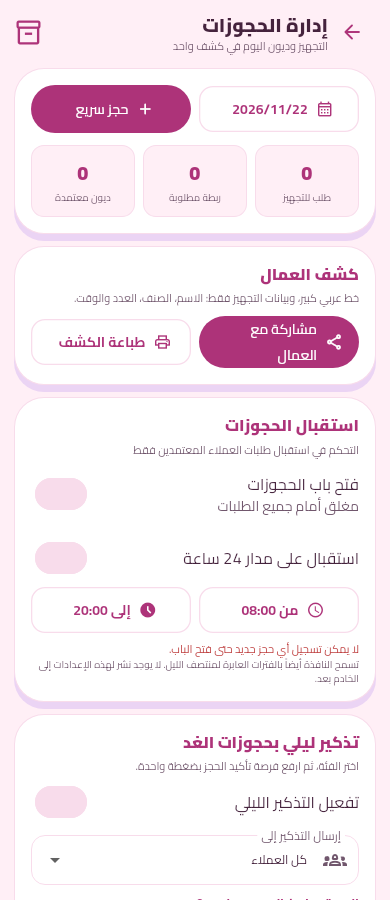 إدارة الحجوزات
التجهيز وديون اليوم في كشف واحد
2026/11/22
حجز سريع
0
0
0
طلب للتجهيز
ربطة مطلوبة
ديون معتمدة
كشف العمال
خط عربي كبير، وبيانات التجهيز فقط: الاسم، الصنف، العدد والوقت.
مشاركة مع
العمال
طباعة الكشف
استقبال الحجوزات
التحكم في استقبال طلبات العملاء المعتمدين فقط
فتح باب الحجوزات
مغلق أمام جميع الطلبات
استقبال على مدار 24 ساعة
من 08:00
إلى 20:00
لا يمكن تسجيل أي حجز جديد حتى فتح الباب.
تسمح النافذة أيضاً بالفترات العابرة لمنتصف الليل. لا يوجد نشر لهذه الإعدادات إلى
الخادم بعد.
تذكير ليلي بحجوزات الغد
اختر الفئة، ثم ارفع فرصة تأكيد الحجز بضغطة واحدة.
تفعيل التذكير الليلي
إرسال التذكير إلى
كل العملاء